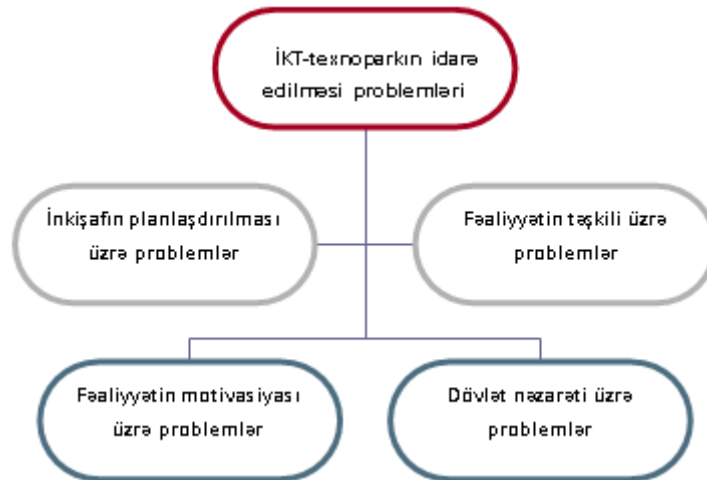 İKT-texnoparkın idarə
edilməsi problemləri
İnkişafın planlaşdırılması
üzrə problemlər
Fəaliyyətin təşkili üzrə
problemlər
Fəaliyyətin motivasiyası
üzrə problemlər
Dövlət nəzarəti üzrə
problemlər